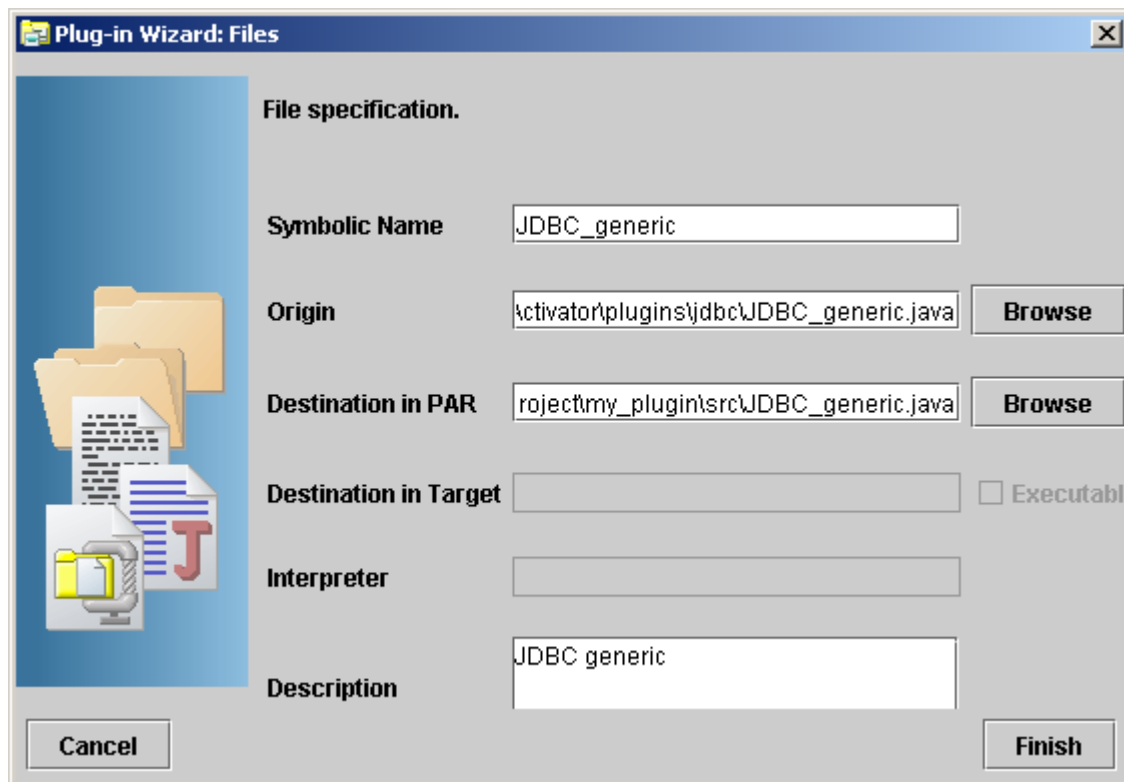 Plug-in Wizard: Files
File specification.
Symbolic Name JDBC_generic
Origin \ctivator\plugins\jdbc\JDBC_generic.java Browse
Destination in PAR roject\my_plugin\src\JDBC_generic.java Browse
Destination in Target Executabl
Interpreter
Description JDBC generic
Cancel Finish